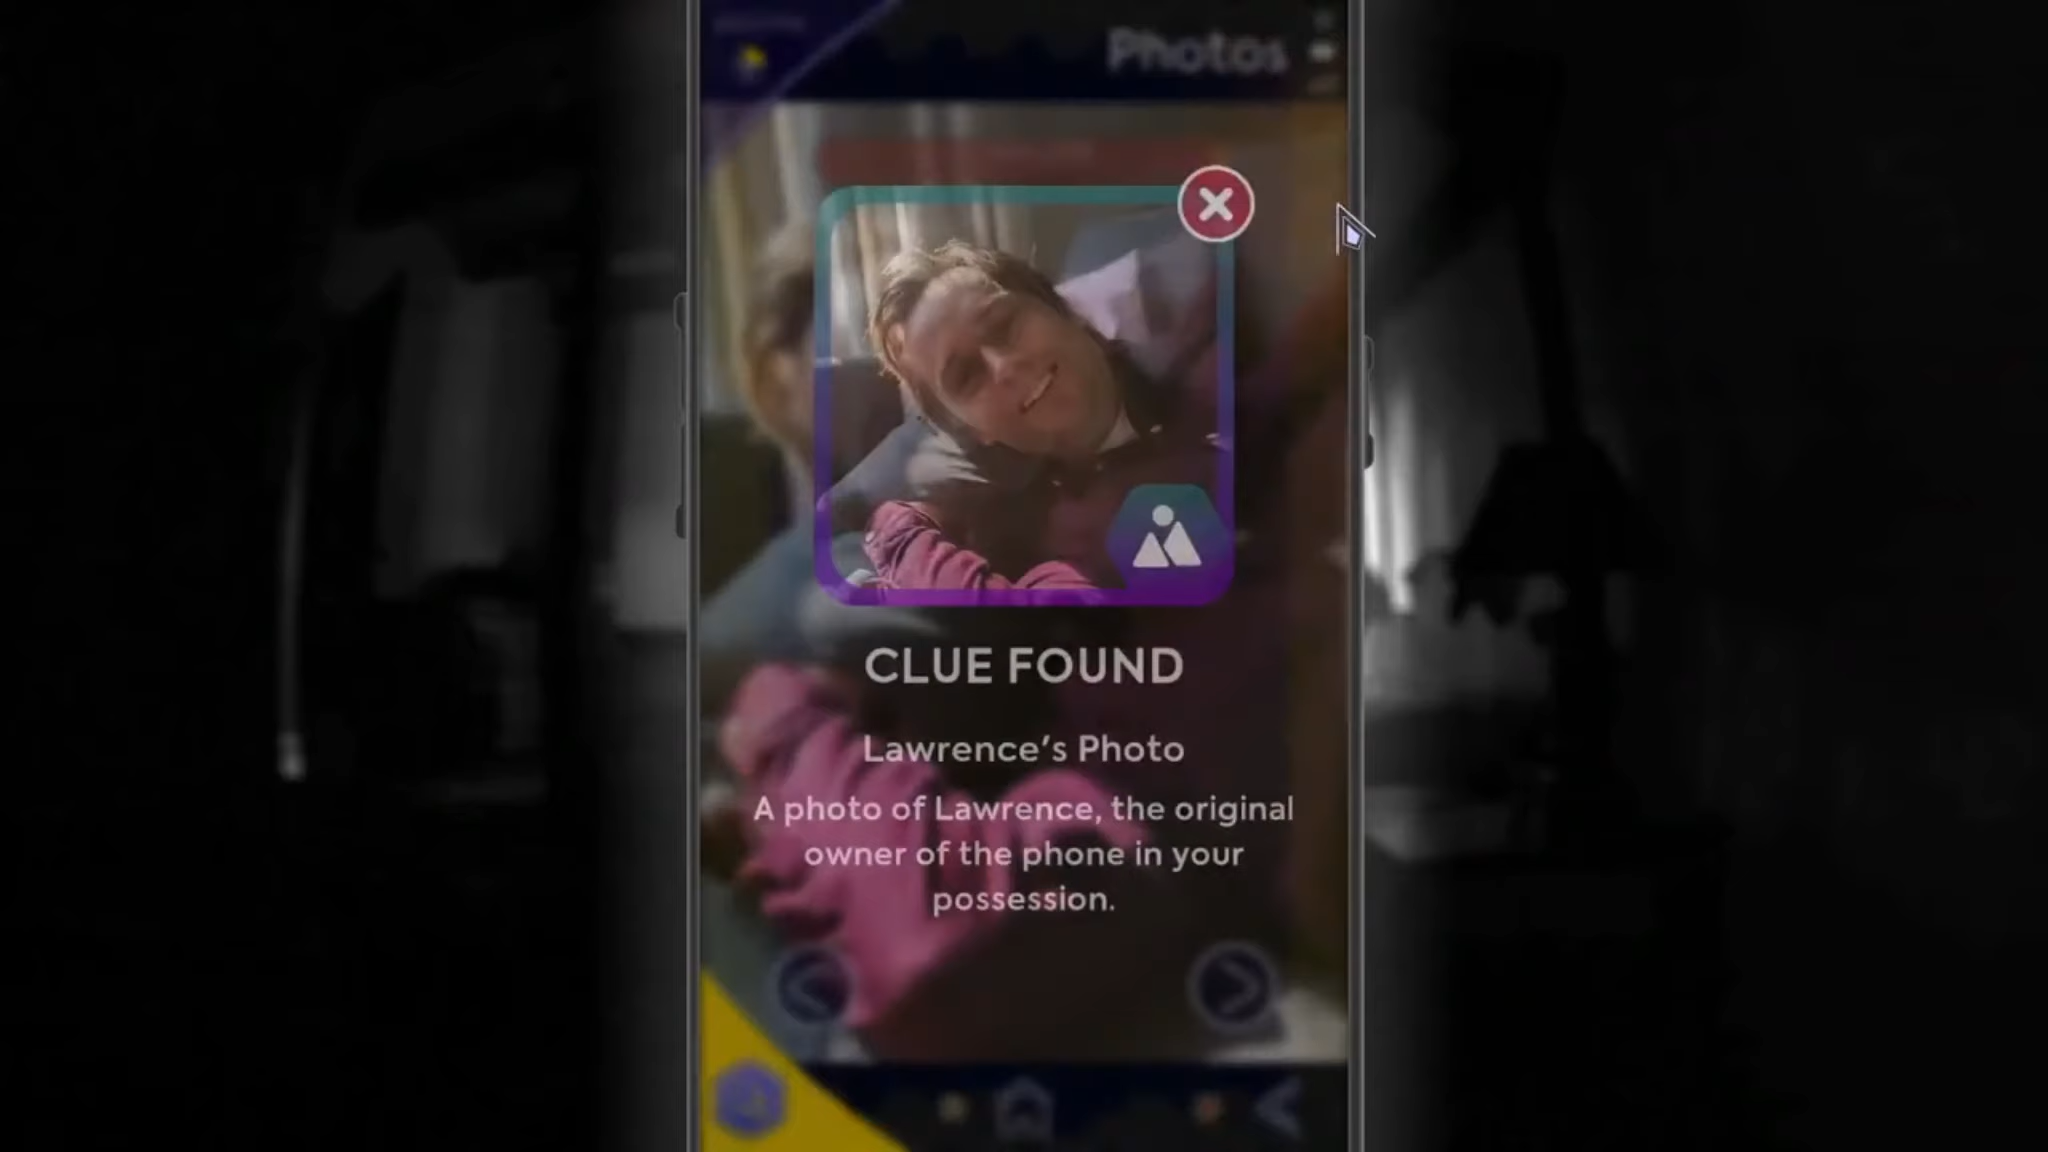 Photos
CLUE FOUND
Lawrence's Photo
A photo of Lawrence, the original
owner of the phone in your
possession.